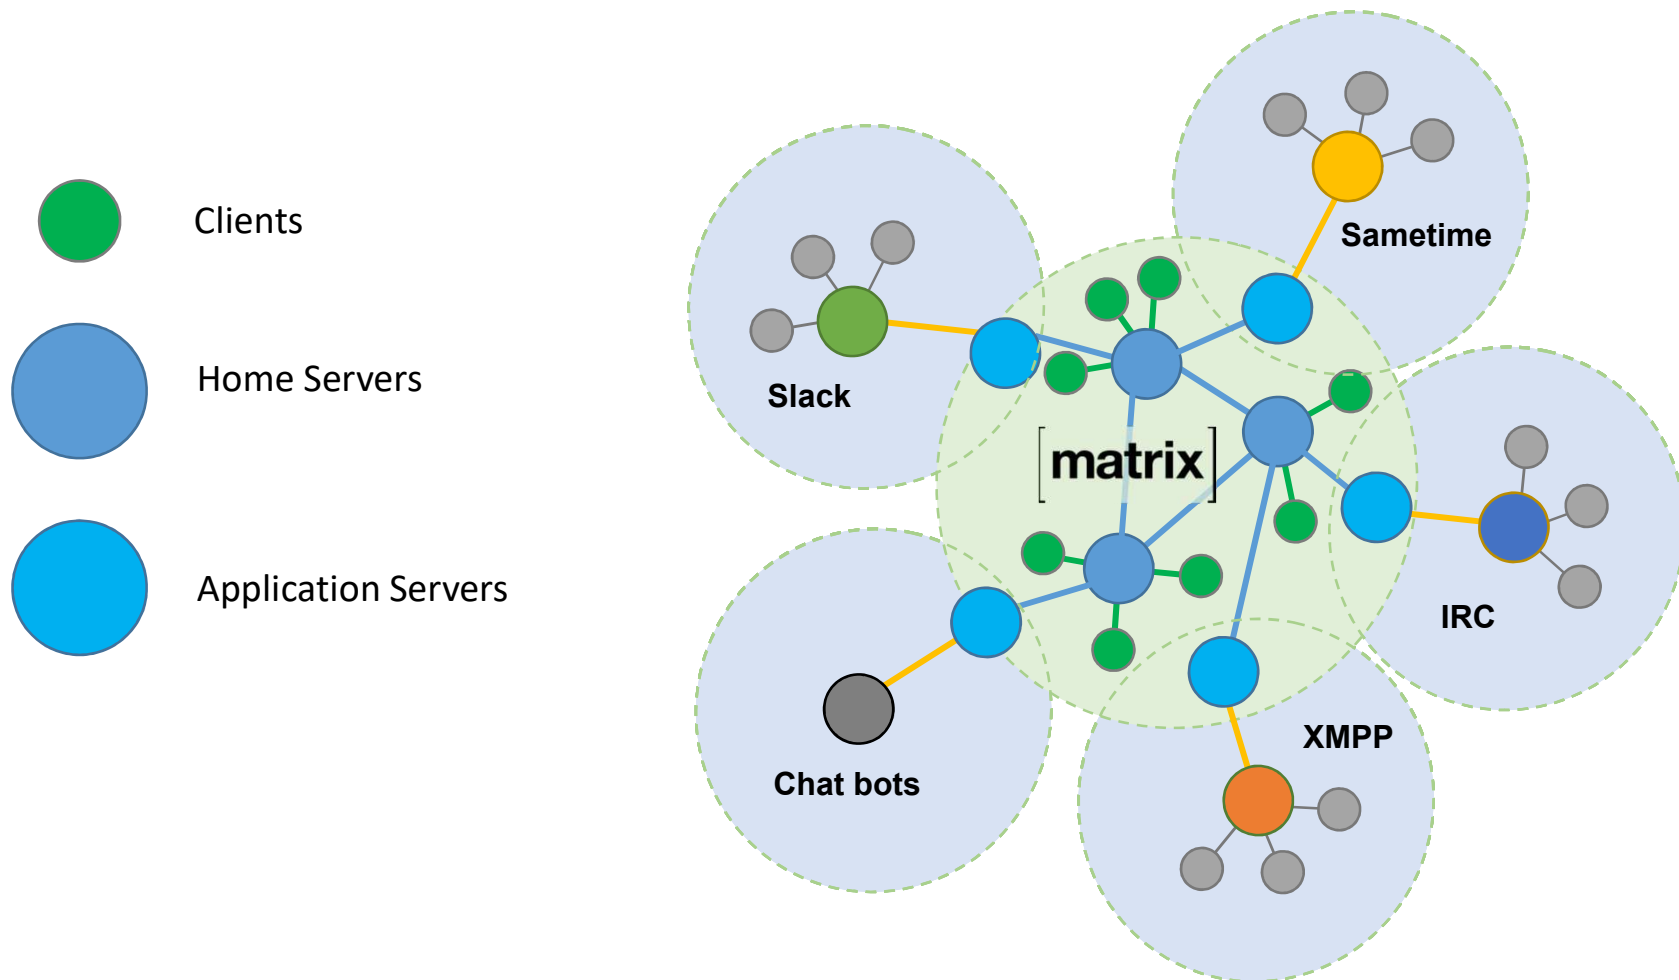 Clients
Home Servers
Application Servers
Sametime
Slack
[matrix]
IRC
XMPP
Chat bots